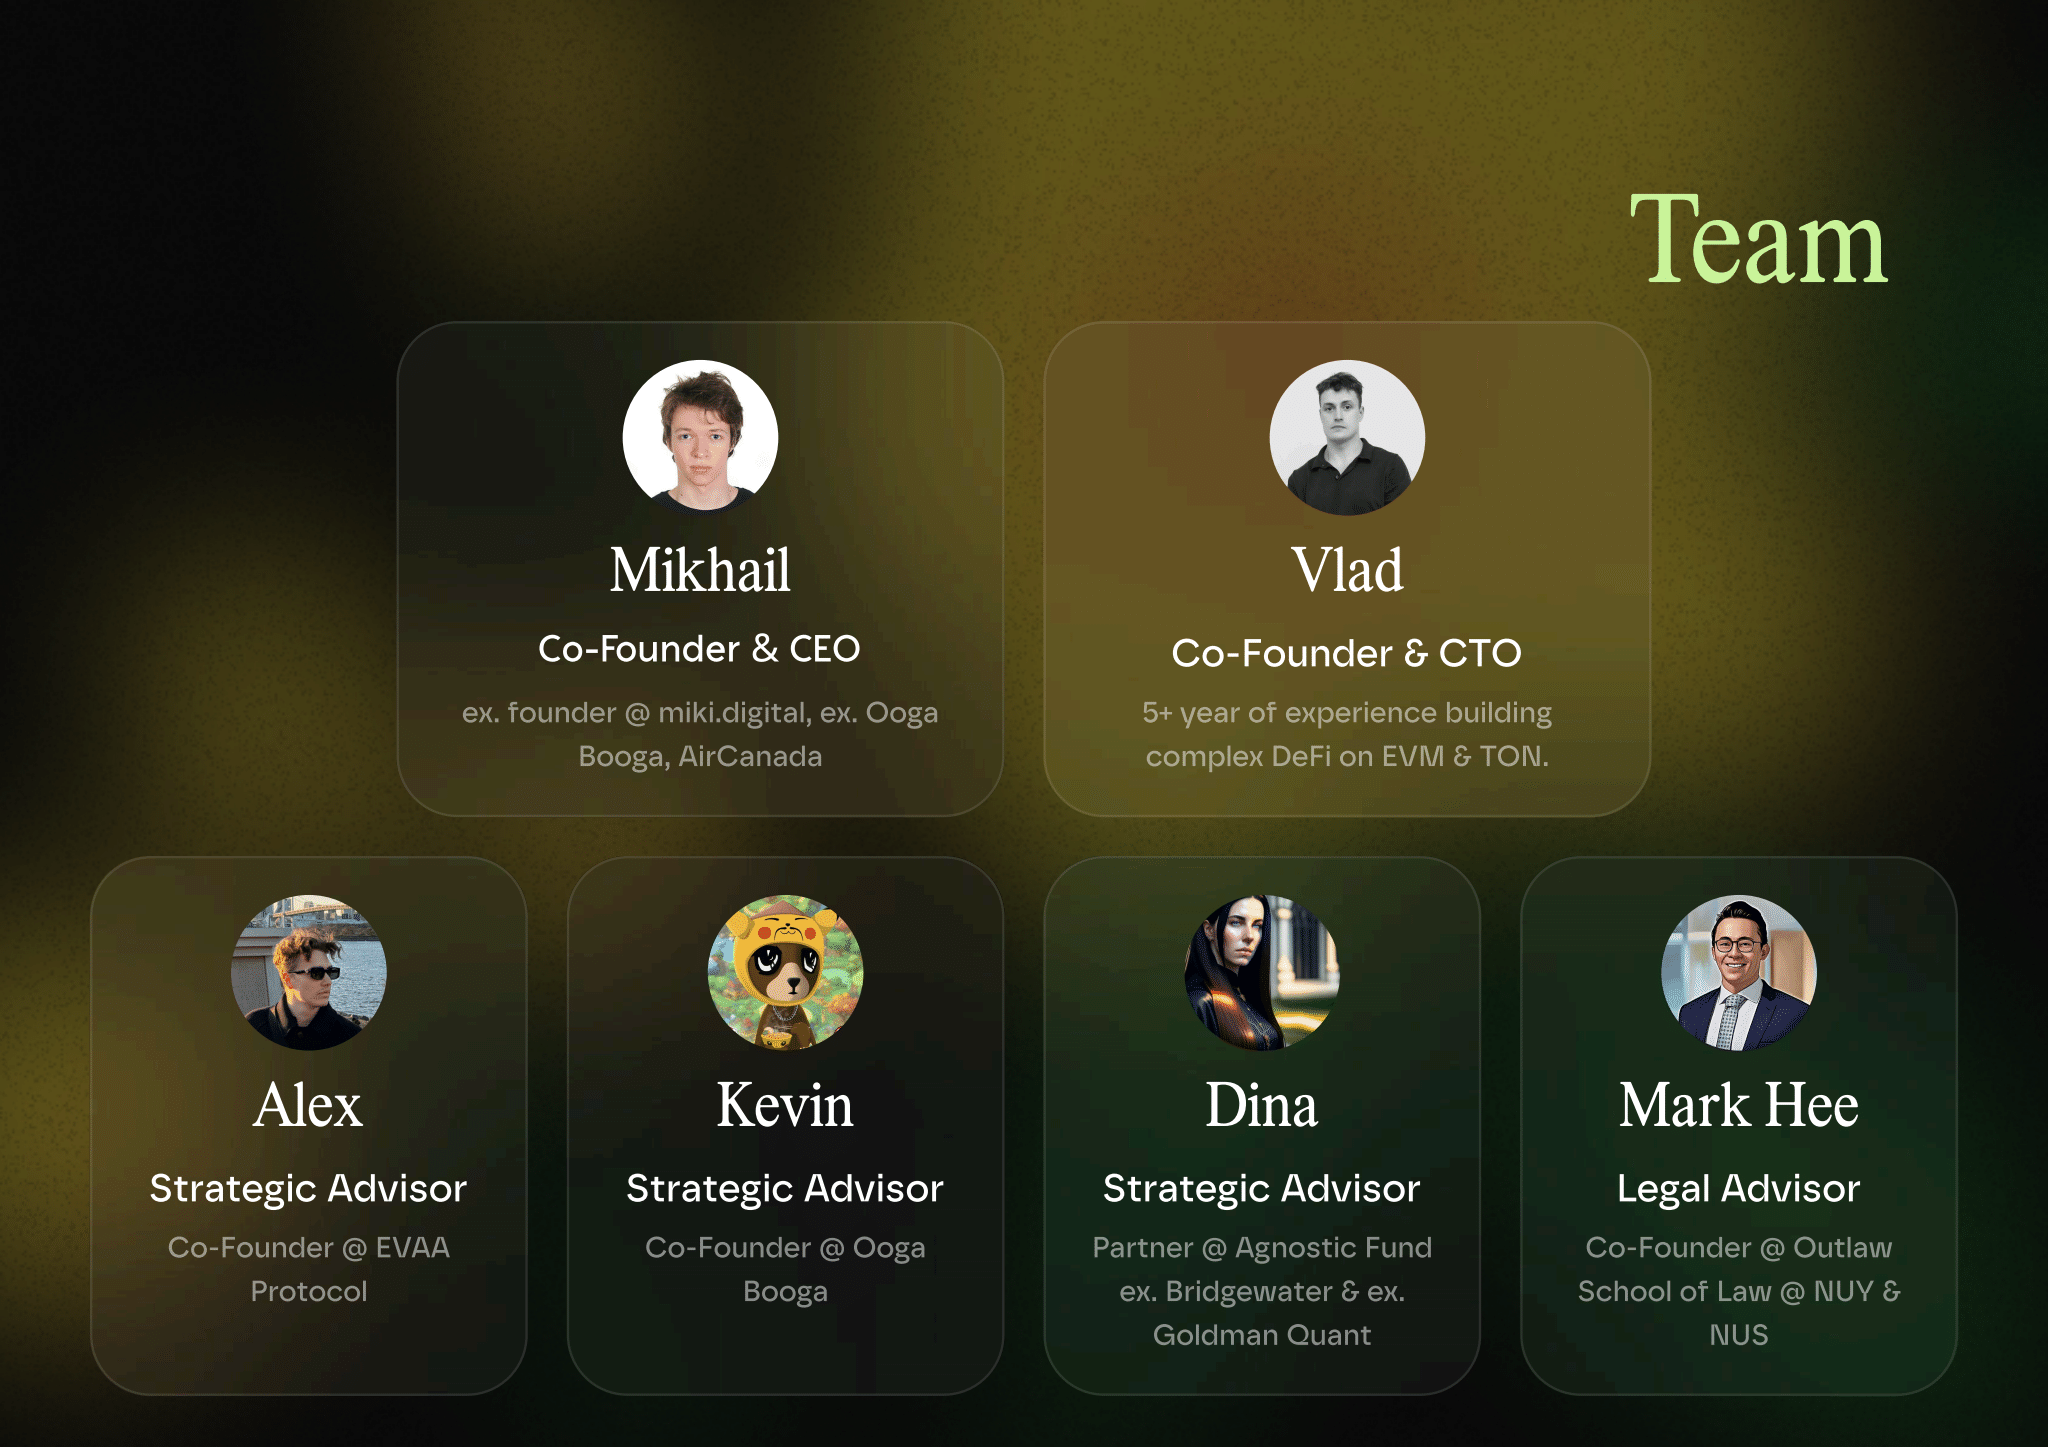 Team
Mikhail
Co-Founder & CEO
ex. founder @ miki.digital, ex. Ooga
Booga, AirCanada
Vlad
Co-Founder & CTO
5+ year of experience building
complex DeFi on EVM & TON.
Alex
Strategic Advisor
Co-Founder @ EVAA
Protocol
Kevin
Strategic Advisor
Co-Founder @ Ooga
Booga
Dina
Strategic Advisor
Partner @ Agnostic Fund
ex. Bridgewater & ex.
Goldman Quant
Mark Hee
Legal Advisor
Co-Founder @ Outlaw
School of Law @ NUY &
NUS